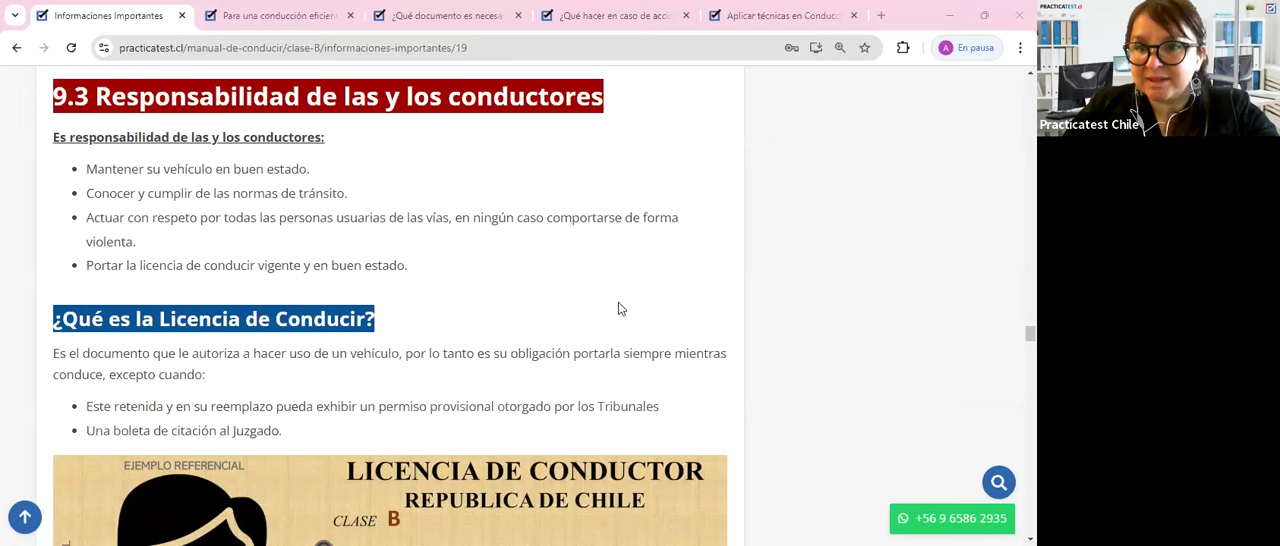 Informaciones Importantes
Para una conducción eficien
¿Qué documento es necesa
¿Qué hacer en caso de acci
Aplicar técnicas en Conducc
practicatest.cl/manual-de-conducir/clase-B/informaciones-importantes/19
A
En pausa
PRACTICATEST.cl
Practicatest Chile
9.3 Responsabilidad de las y los conductores
Es responsabilidad de las y los conductores:
Mantener su vehículo en buen estado.
Conocer y cumplir de las normas de tránsito.
Actuar con respeto por todas las personas usuarias de las vías, en ningún caso comportarse de forma
violenta.
Portar la licencia de conducir vigente y en buen estado.
¿Qué es la Licencia de Conducir?
Es el documento que le autoriza a hacer uso de un vehículo, por lo tanto es su obligación portarla siempre mientras
conduce, excepto cuando:
Este retenida y en su reemplazo pueda exhibir un permiso provisional otorgado por los Tribunales
Una boleta de citación al Juzgado.
EJEMPLO REFERENCIAL
LICENCIA DE CONDUCTOR
REPUBLICA DE CHILE
CLASE B
+56 9 6586 2935